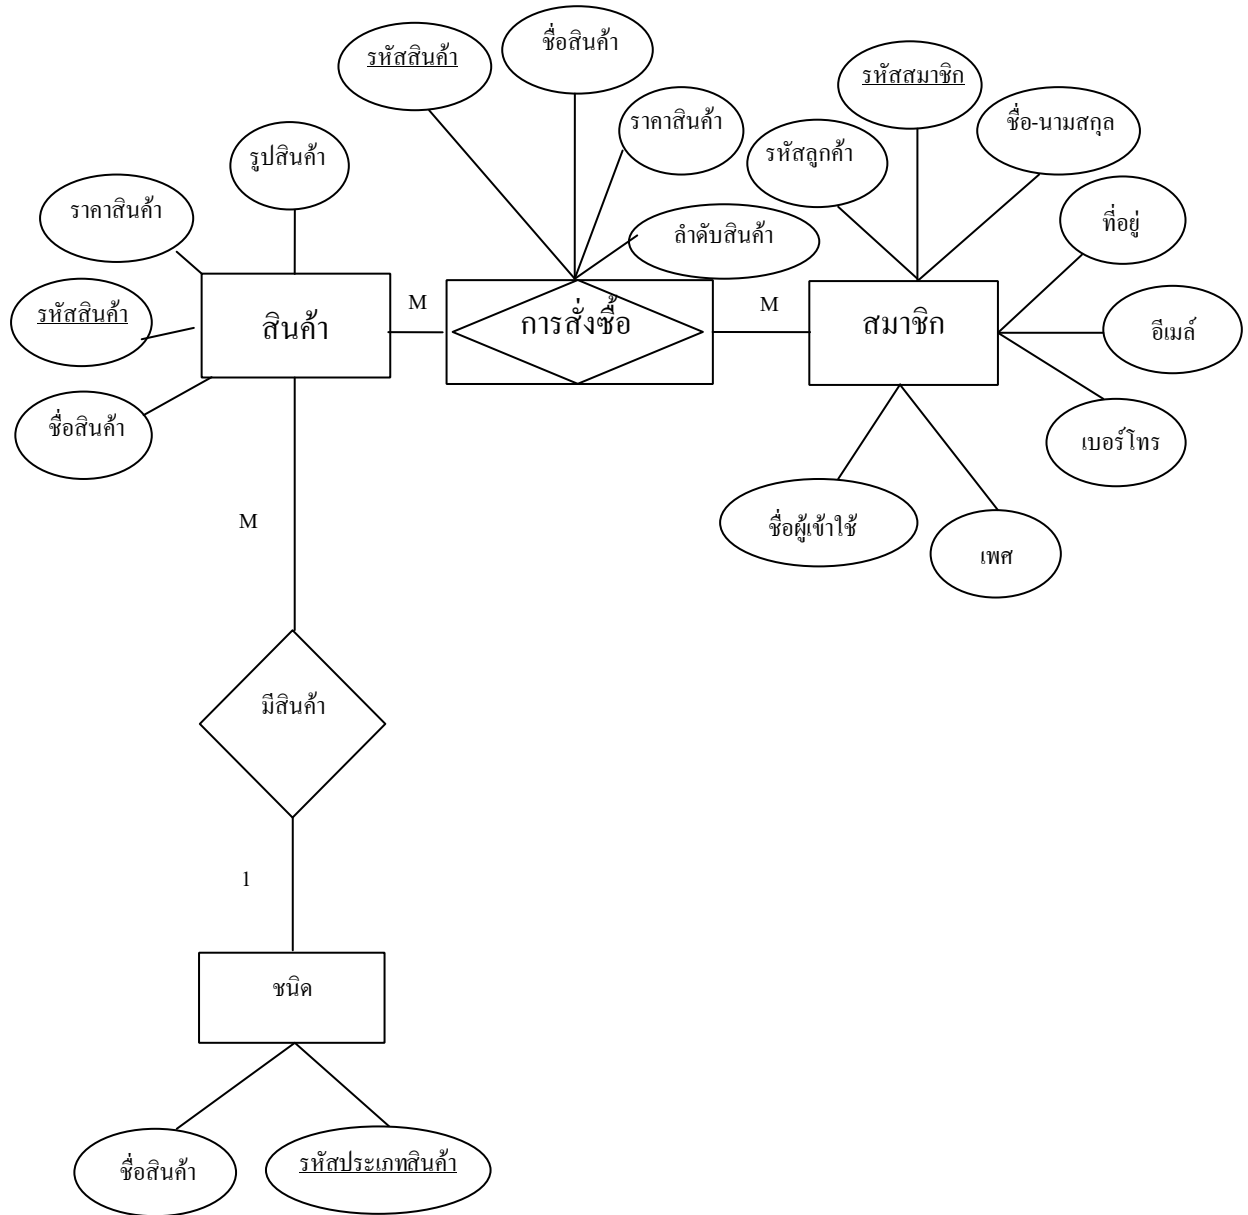 รหัสสินค้า
ชื่อสินค้า
รหัสสมาชิก
ชื่อ-นามสกุล
ราคาสินค้า
รหัสลูกค้า
รูปสินค้า
ราคาสินค้า
ที่อยู่
ลำดับสินค้า
รหัสสินค้า
สินค้า
M
การสั่งซื้อ
M
สมาชิก
อีเมล์
ชื่อสินค้า
เบอร์โทร
M
ชื่อผู้เข้าใช้
เพศ
มีสินค้า
1
ชนิด
ชื่อสินค้า
รหัสประเภทสินค้า